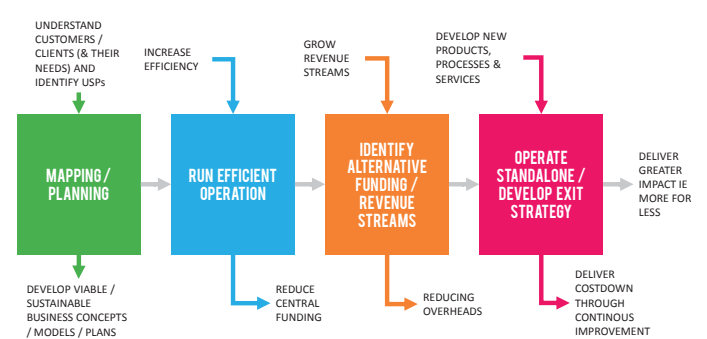 UNDERSTAND
CUSTOMERS /
CLIENTS (& THEIR
NEEDS) AND
IDENTIFY USPs
INCREASE
EFFICIENCY
GROW
REVENUE
STREAMS
DEVELOP NEW
PRODUCTS,
PROCESSES &
SERVICES
MAPPING /
PLANNING
RUN EFFICIENT
OPERATION
IDENTIFY
ALTERNATIVE
FUNDING /
REVENUE
STREAMS
OPERATE
STANDALONE /
DEVELOP EXIT
STRATEGY
DELIVER
GREATER
IMPACT IE
MORE FOR
LESS
DEVELOP VIABLE /
SUSTAINABLE
BUSINESS CONCEPTS
/ MODELS / PLANS
REDUCE
CENTRAL
FUNDING
REDUCING
OVERHEADS
DELIVER
COSTDOWN
THROUGH
CONTINOUS
IMPROVEMENT